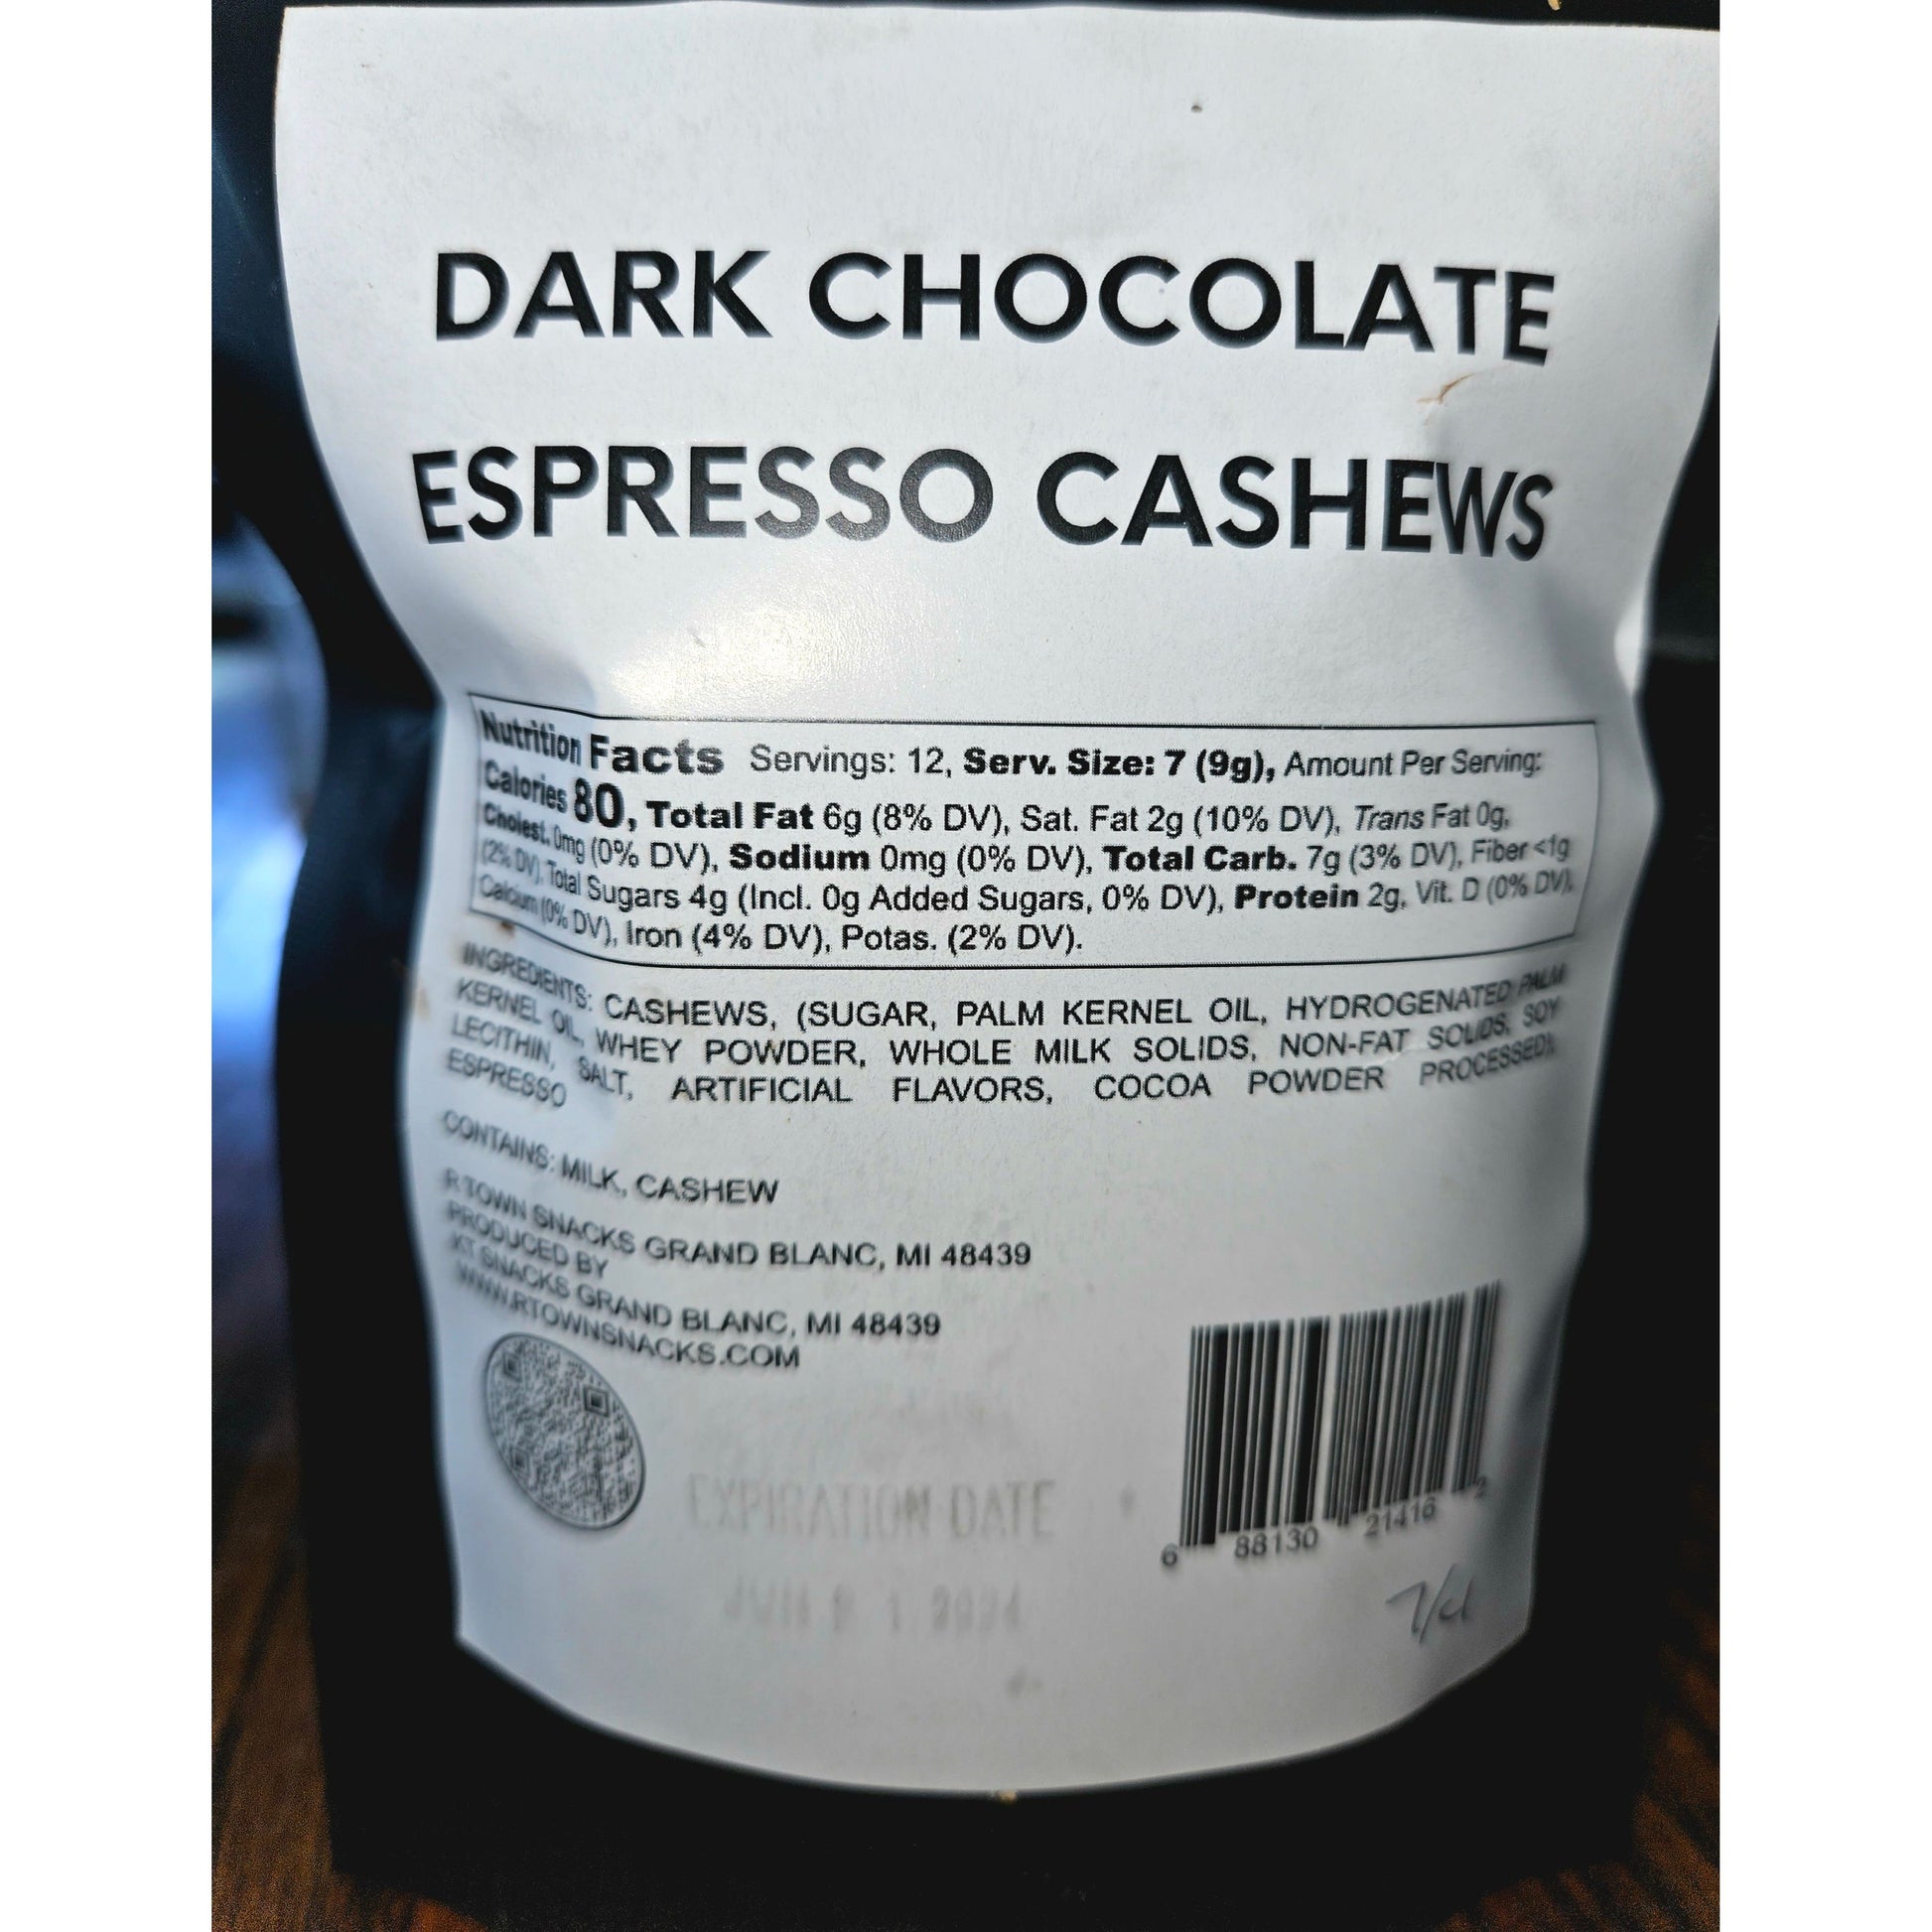 DARK CHOCOLATE
ESPRESSO CASHEWS
Nutrition Facts Servings: 12, Serv. Size: 7 (9g), Amount Per Serving:
Calories 80, Total Fat 6g (8% DV), Sat. Fat 2g (10% DV), Trans Fat 0g,
Cholest. 0mg (0% DV), Sodium 0mg (0% DV), Total Carb. 7g (3% DV), Fiber <1g
(2% DV), Total Sugars 4g (Incl. 0g Added Sugars, 0% DV), Protein 2g, Vit. D (0% DV),
Calcium (0% DV), Iron (4% DV), Potas. (2% DV).
INGREDIENTS: CASHEWS, (SUGAR, PALM KERNEL OIL, HYDROGENATED PALM
KERNEL OIL, WHEY POWDER, WHOLE MILK SOLIDS, NON-FAT SOLIDS, SOY
LECITHIN, SALT, ARTIFICIAL FLAVORS, COCOA POWDER PROCESSED),
ESPRESSO
CONTAINS: MILK, CASHEW
R TOWN SNACKS GRAND BLANC, MI 48439
PRODUCED BY
KT SNACKS GRAND BLANC, MI 48439
WWW.RTOWNSNACKS.COM
EXPIRATION DATE
1 2024
6 88130 21416 2